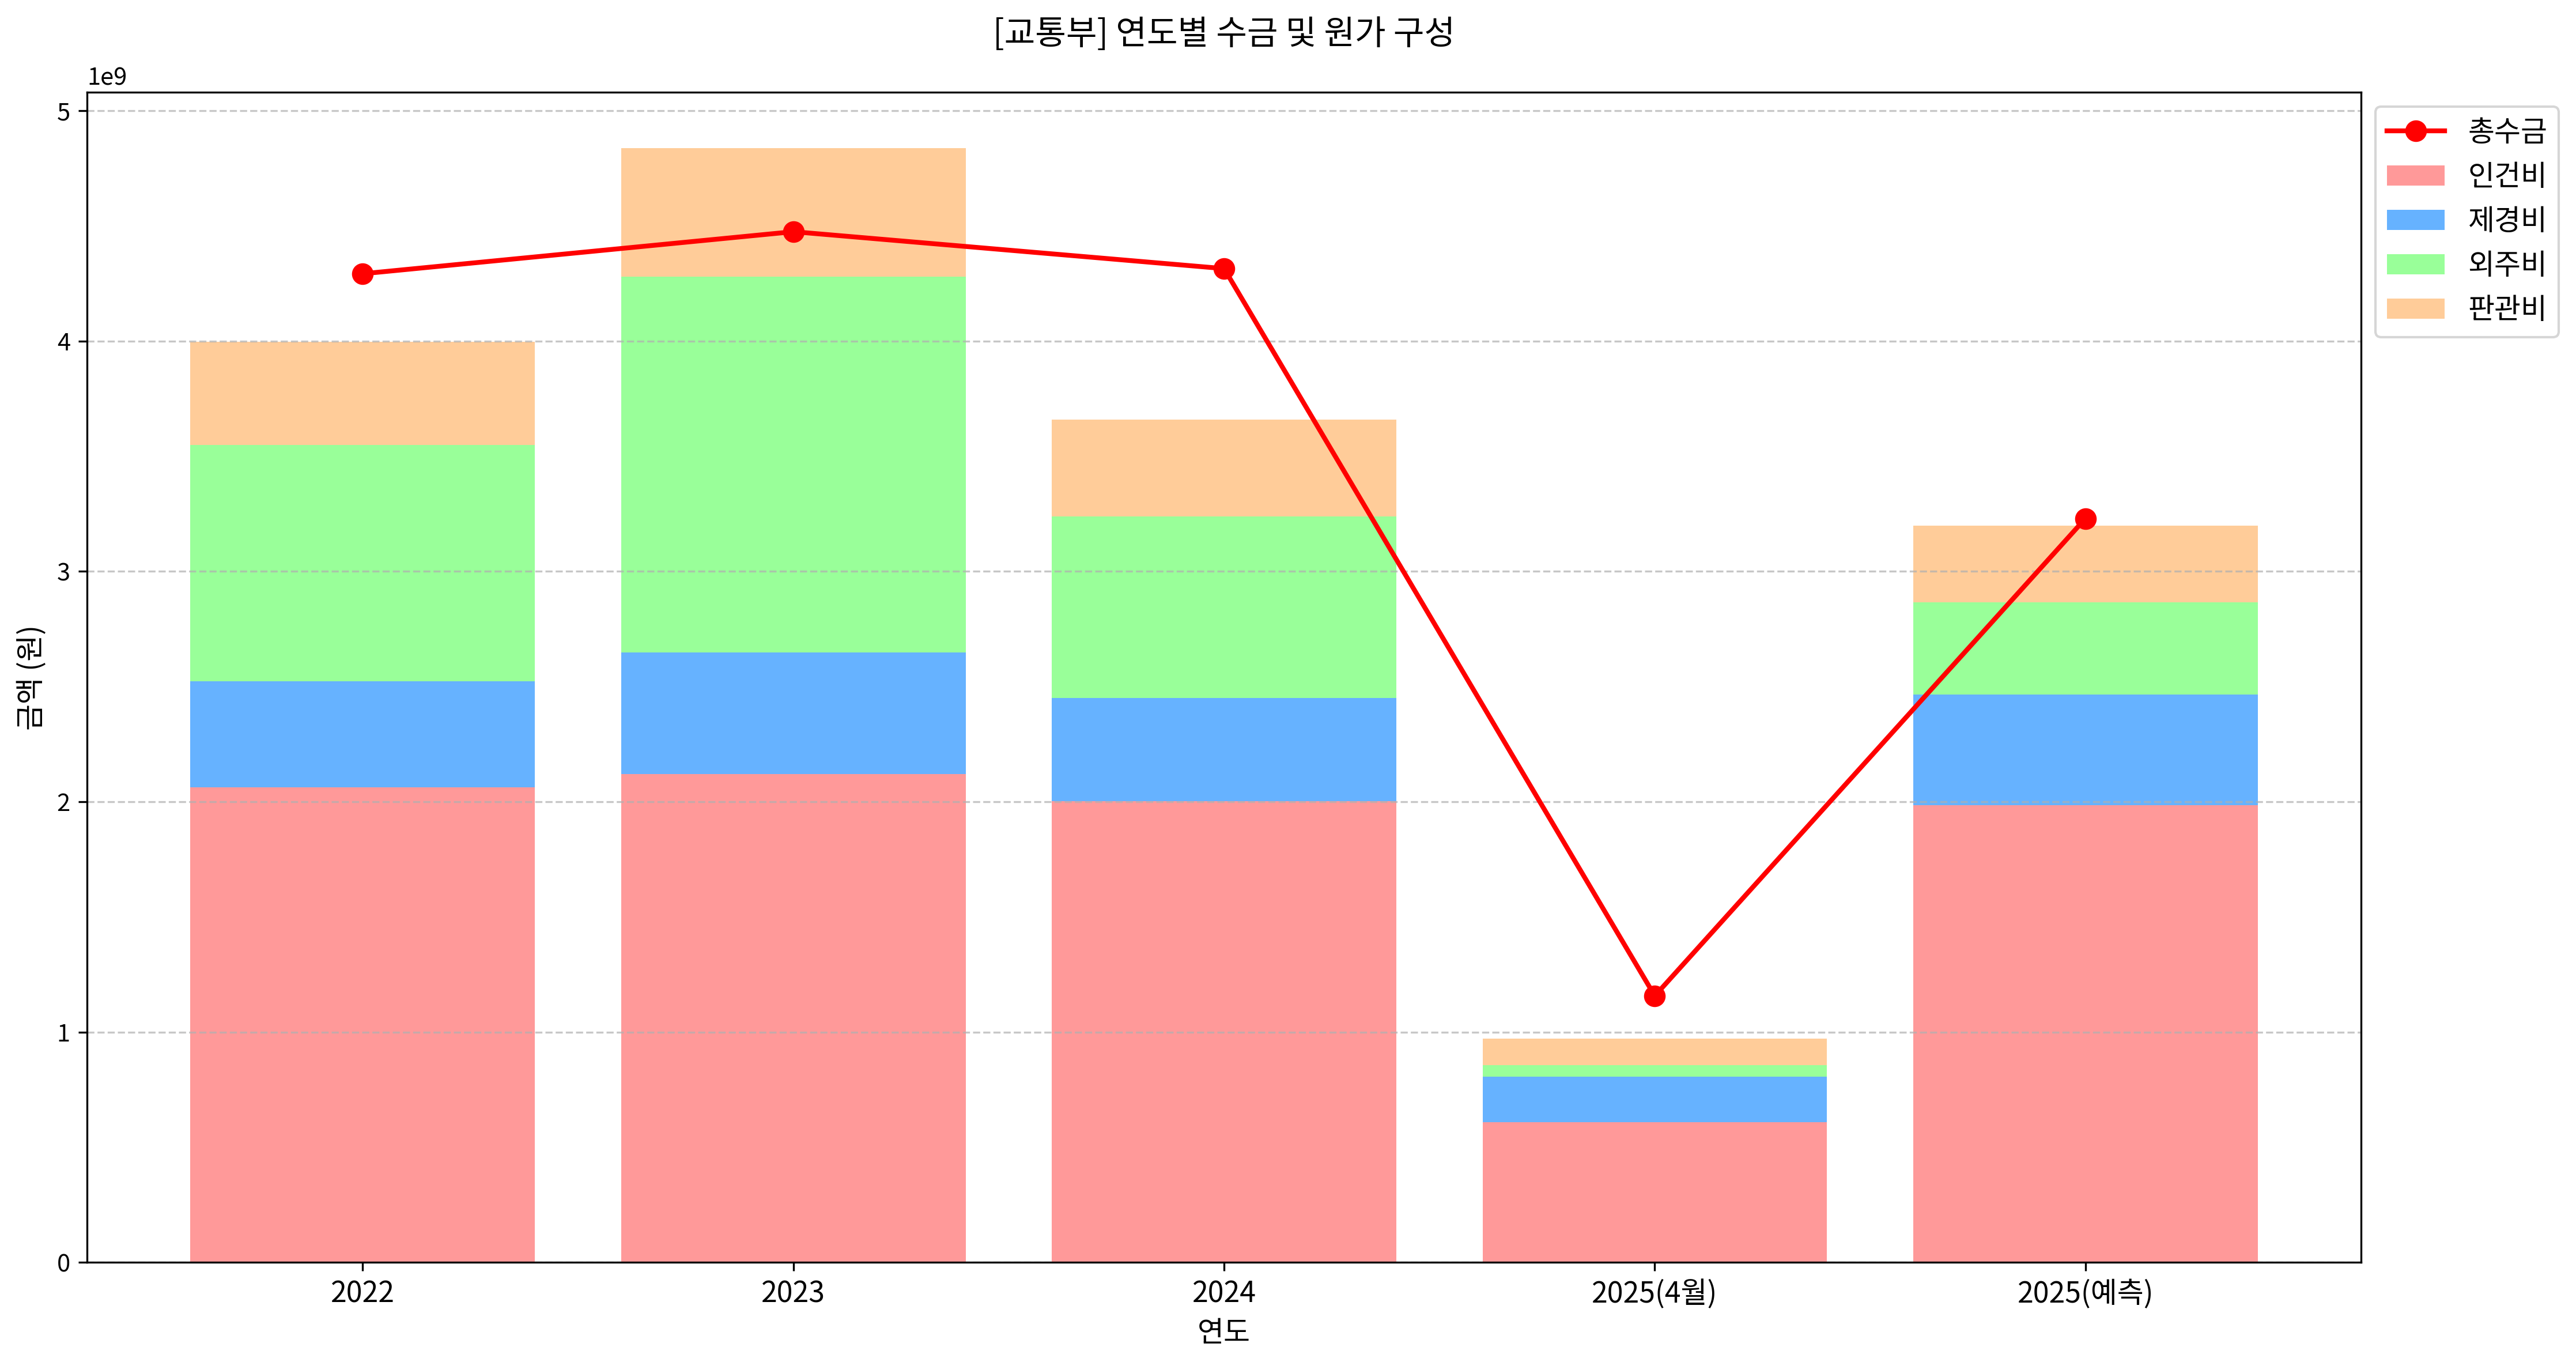 [교통부] 연도별 수금 및 원가 구성
1e9
5
4
3
2
1
0
금액 (원)
2022
2023
2024
2025(4월)
2025(예측)
연도
총수금
인건비
제경비
외주비
판관비